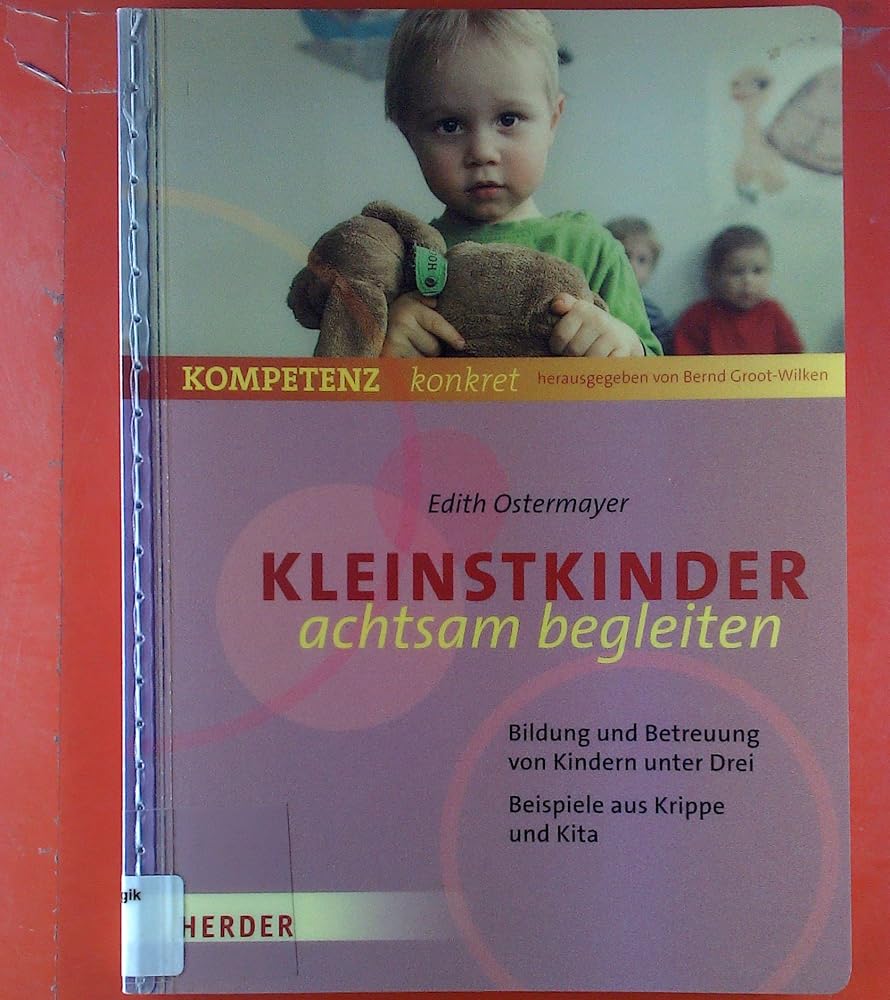 KOMPETENZ konkret herausgegeben von Bernd Groot-Wilken
Edith Ostermayer
KLEINSTKINDER
achtsam begleiten
Bildung und Betreuung
von Kindern unter Drei
Beispiele aus Krippe
und Kita
gik
HERDER